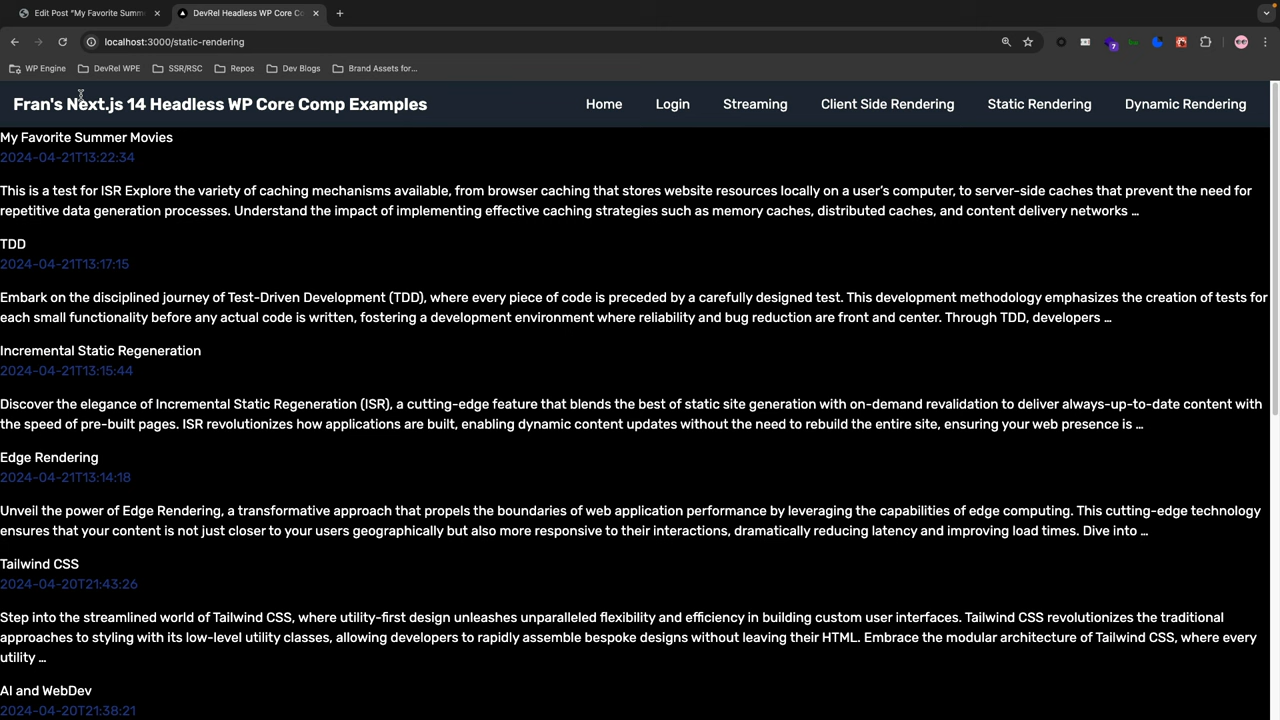 Edit Post "My Favorite Summ
DevRel Headless WP Core Co
localhost:3000/static-rendering
7
WP Engine
DevRel WPE
SSR/RSC
Repos
Dev Blogs
Brand Assets for...
Fran's Next.js 14 Headless WP Core Comp Examples
Home
Login
Streaming
Client Side Rendering
Static Rendering
Dynamic Rendering
My Favorite Summer Movies
2024-04-21T13:22:34
This is a test for ISR Explore the variety of caching mechanisms available, from browser caching that stores website resources locally on a user’s computer, to server-side caches that prevent the need for
repetitive data generation processes. Understand the impact of implementing effective caching strategies such as memory caches, distributed caches, and content delivery networks …
TDD
2024-04-21T13:17:15
Embark on the disciplined journey of Test-Driven Development (TDD), where every piece of code is preceded by a carefully designed test. This development methodology emphasizes the creation of tests for
each small functionality before any actual code is written, fostering a development environment where reliability and bug reduction are front and center. Through TDD, developers …
Incremental Static Regeneration
2024-04-21T13:15:44
Discover the elegance of Incremental Static Regeneration (ISR), a cutting-edge feature that blends the best of static site generation with on-demand revalidation to deliver always-up-to-date content with
the speed of pre-built pages. ISR revolutionizes how applications are built, enabling dynamic content updates without the need to rebuild the entire site, ensuring your web presence is …
Edge Rendering
2024-04-21T13:14:18
Unveil the power of Edge Rendering, a transformative approach that propels the boundaries of web application performance by leveraging the capabilities of edge computing. This cutting-edge technology
ensures that your content is not just closer to your users geographically but also more responsive to their interactions, dramatically reducing latency and improving load times. Dive into …
Tailwind CSS
2024-04-20T21:43:26
Step into the streamlined world of Tailwind CSS, where utility-first design unleashes unparalleled flexibility and efficiency in building custom user interfaces. Tailwind CSS revolutionizes the traditional
approaches to styling with its low-level utility classes, allowing developers to rapidly assemble bespoke designs without leaving their HTML. Embrace the modular architecture of Tailwind CSS, where every
utility …
AI and WebDev
2024-04-20T21:38:21